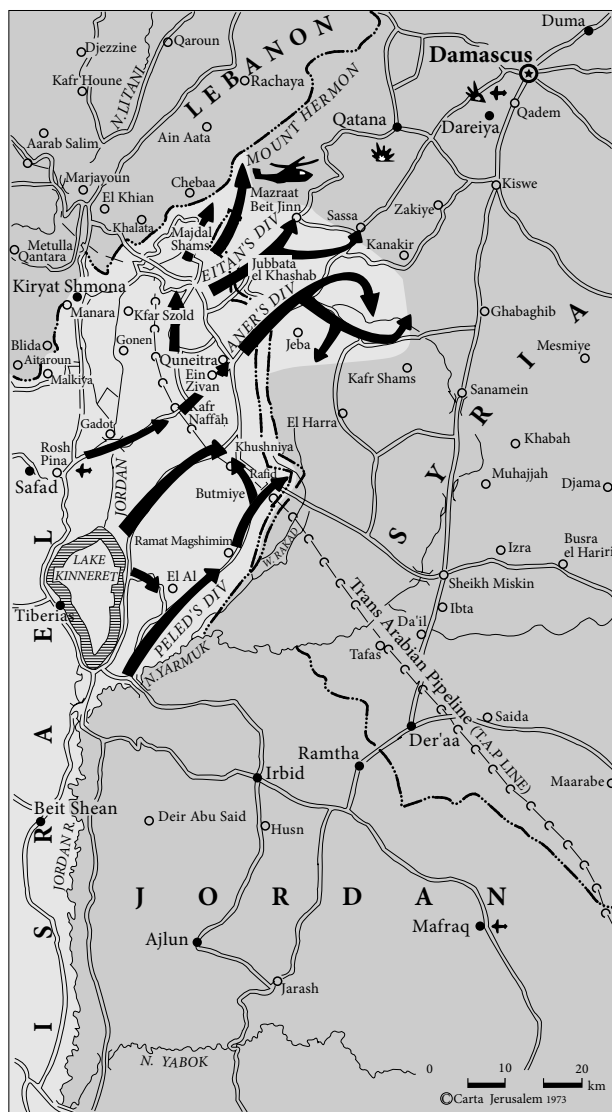 Duma
Qaroun
Djezzine
Damascus
LEBANON
Kafr Houne
N.LITANI
Rachaya
Qadem
Dareiya
Qatana
Ain Aata
Aarab Salim
MOUNT HERMON
Marjayoun
Chebaa
Mazraat
Beit Jinn
Kiswe
El Khian
Khalata
Majdal
Shams
Sassa
Zakiye
Metulla
Qantara
EITAN'S DIV
Kanakir
Jubbata
el Khashab
Kiryat Shmona
Manara
Kfar Szold
ANER'S DIV
Ghabaghib
Blida
Gonen
Jeba
Mesmiye
Aitaroun
Quneitra
Malkiya
Ein
Zivan
Kafr Shams
Sanamein
SYRIA
Kafr
Naffâḥ
El Harra
Gadot
Khabah
Rosh
Pina
Khushniya
Rafid
Safad
JORDAN
Butmiye
Muhajjah
Djama
Ramat Magshimim
W. RAKAD
Izra
Busra
el Hariri
LAKE
KINNERET
El Al
Sheikh Miskin
Tiberias
PELED'S DIV
Ibta
Da'il
Trans Arabian Pipeline (T.A.P LINE)
N.YARMUK
Tafas
Saida
Der'aa
Ramtha
Irbid
Maarabe
Beit Shean
Deir Abu Said
Husn
JORDAN R.
ISRAEL
JORDAN
Ajlun
Mafraq
Jarash
N. YABOK
0 10 20
km
©Carta Jerusalem 1973